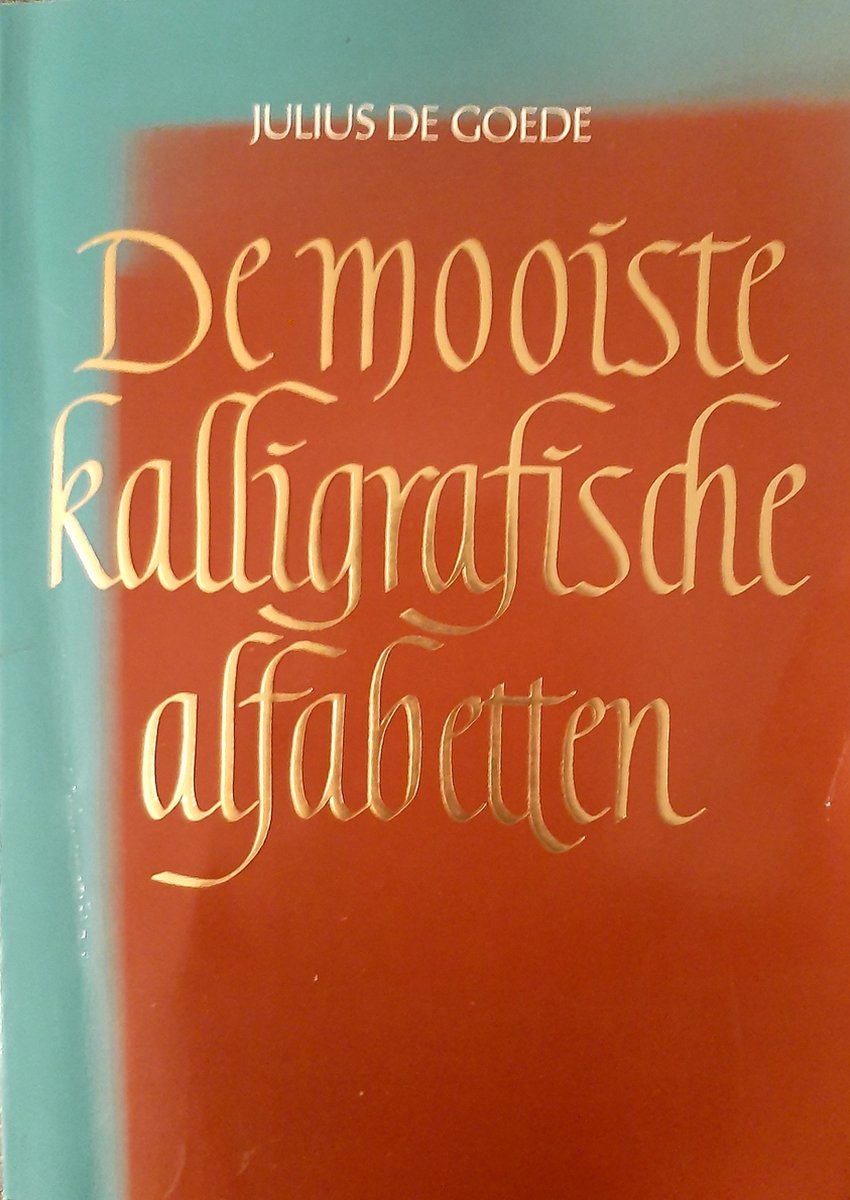 JULIUS DE GOEDE
De mooiste
kalligrafische
alfabetten